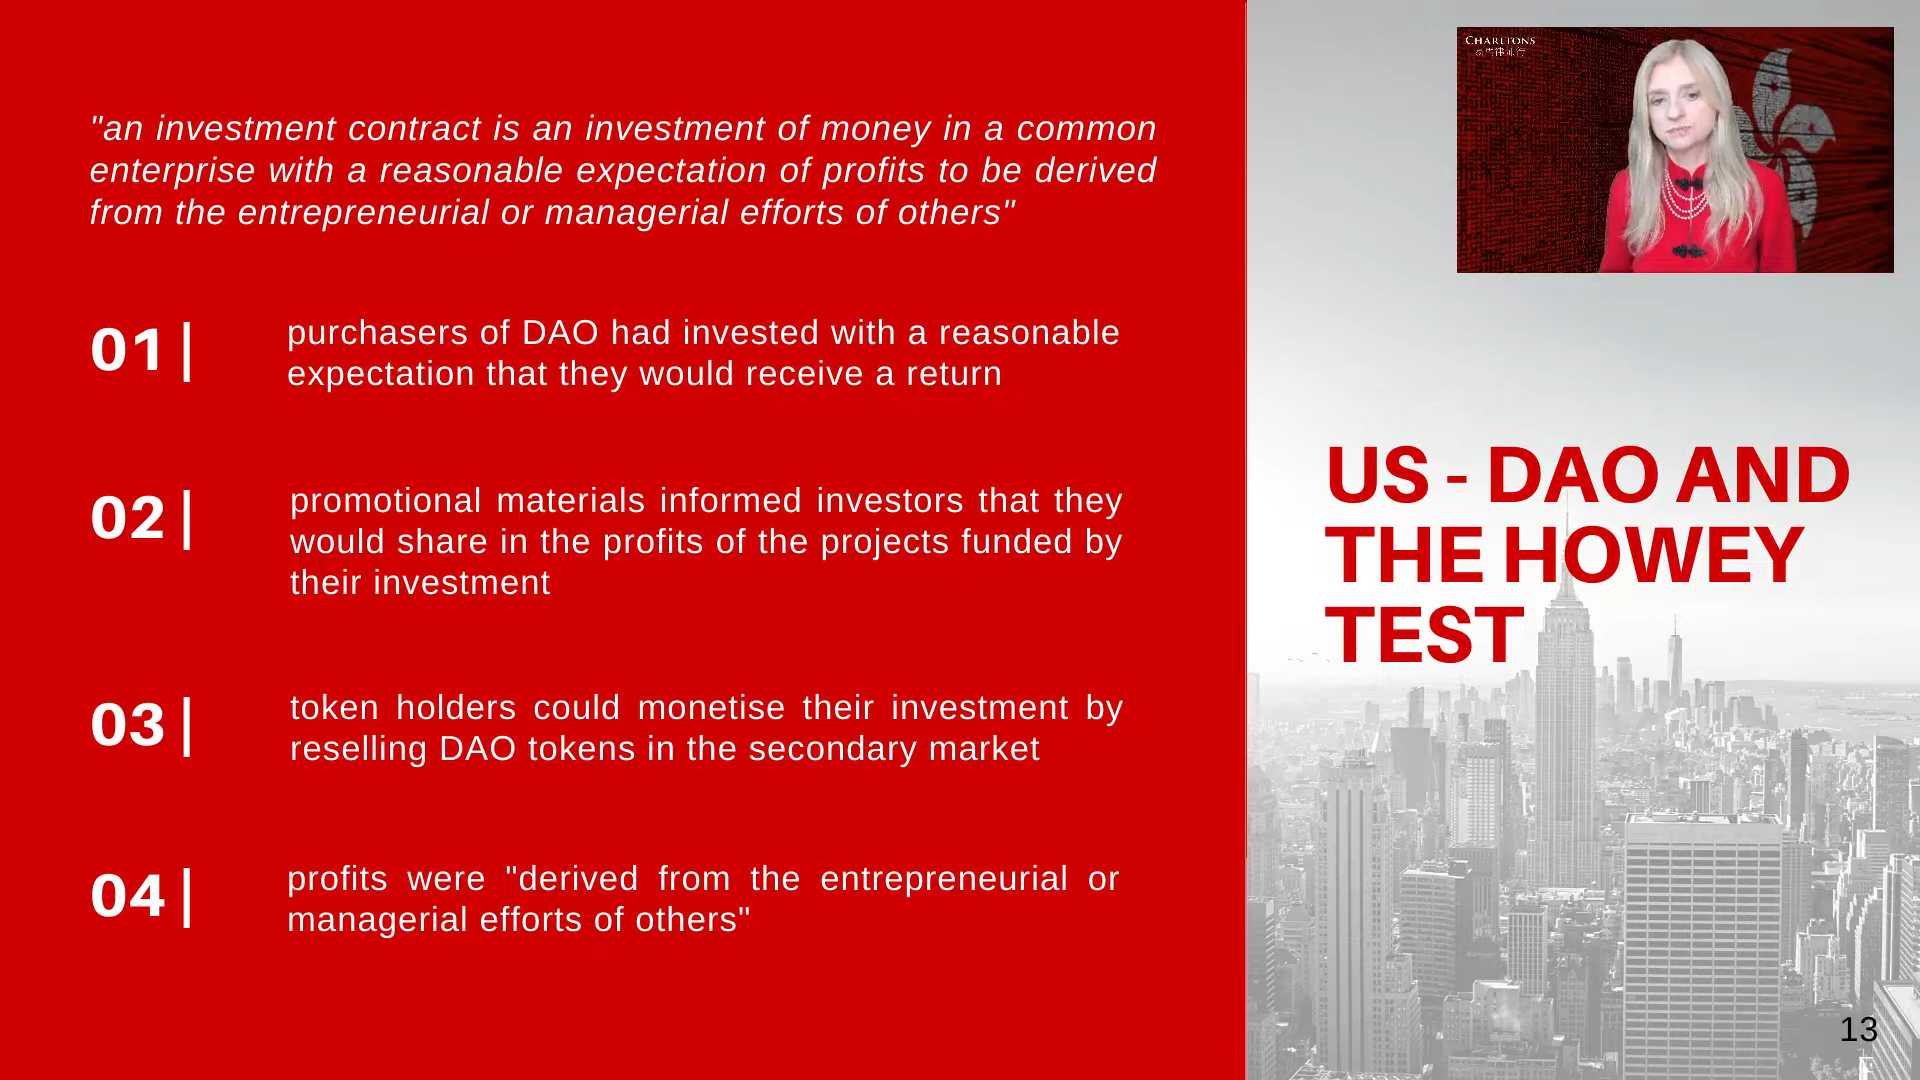 "an investment contract is an investment of money in a common
enterprise with a reasonable expectation of profits to be derived
from the entrepreneurial or managerial efforts of others"
01
purchasers of DAO had invested with a reasonable
expectation that they would receive a return
02
promotional materials informed investors that they
would share in the profits of the projects funded by
their investment
03
token holders could monetise their investment by
reselling DAO tokens in the secondary market
04
profits were "derived from the entrepreneurial or
managerial efforts of others"
CHARLTONS
US - DAO AND
THE HOWEY
TEST
13